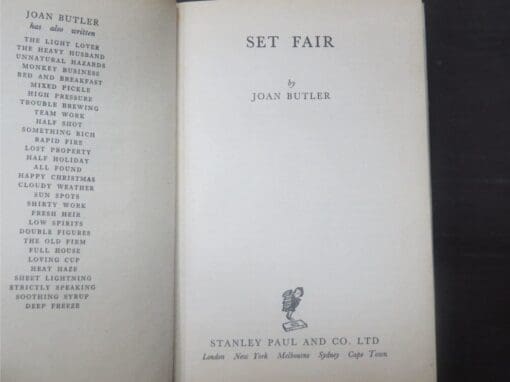 JOAN BUTLER
has also written
THE LIGHT LOVER
THE HEAVY HUSBAND
UNNATURAL HAZARDS
MONKEY BUSINESS
BED AND BREAKFAST
MIXED PICKLE
HIGH PRESSURE
TROUBLE BREWING
TEAM WORK
HALF SHOT
SOMETHING RICH
RAPID FIRE
LOST PROPERTY
HALF HOLIDAY
ALL FOUND
HAPPY CHRISTMAS
CLOUDY WEATHER
SUN SPOTS
SHIRTY WORK
FRESH HEIR
LOW SPIRITS
DOUBLE FIGURES
THE OLD FIRM
FULL HOUSE
LOVING CUP
HEAT HAZE
SHEET LIGHTNING
STRICTLY SPEAKING
SOOTHING SYRUP
DEEP FREEZE
SET FAIR
by
JOAN BUTLER
STANLEY PAUL AND CO. LTD
London New York Melbourne Sydney Cape Town